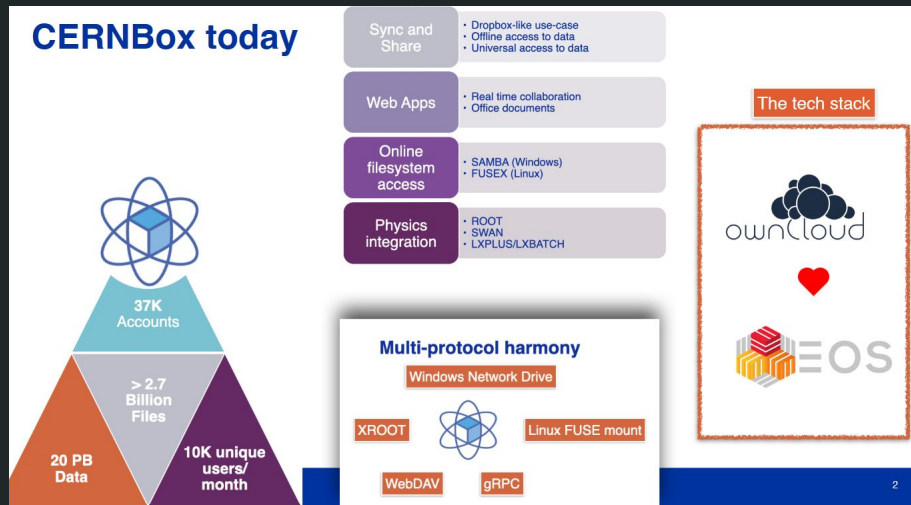 CERNBox today
Sync and
Share
• Dropbox-like use-case
• Offline access to data
• Universal access to data
Web Apps
• Real time collaboration
• Office documents
Online
filesystem
access
• SAMBA (Windows)
• FUSEX (Linux)
Physics
integration
• ROOT
• SWAN
• LXPLUS/LXBATCH
37K
Accounts
> 2.7
Billion
Files
20 PB
Data
10K unique
users/
month
Multi-protocol harmony
Windows Network Drive
XROOT
Linux FUSE mount
WebDAV
gRPC
The tech stack
ownCloud
EOS
2